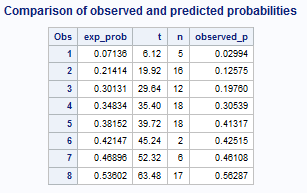 Comparison of observed and predicted probabilities
Obs exp_prob t n observed_p
1 0.07136 6.12 5 0.02994
2 0.21414 19.92 16 0.12575
3 0.30131 29.64 12 0.19760
4 0.34834 35.40 18 0.30539
5 0.38152 39.72 18 0.41317
6 0.42147 45.24 2 0.42515
7 0.46896 52.32 6 0.46108
8 0.53602 63.48 17 0.56287